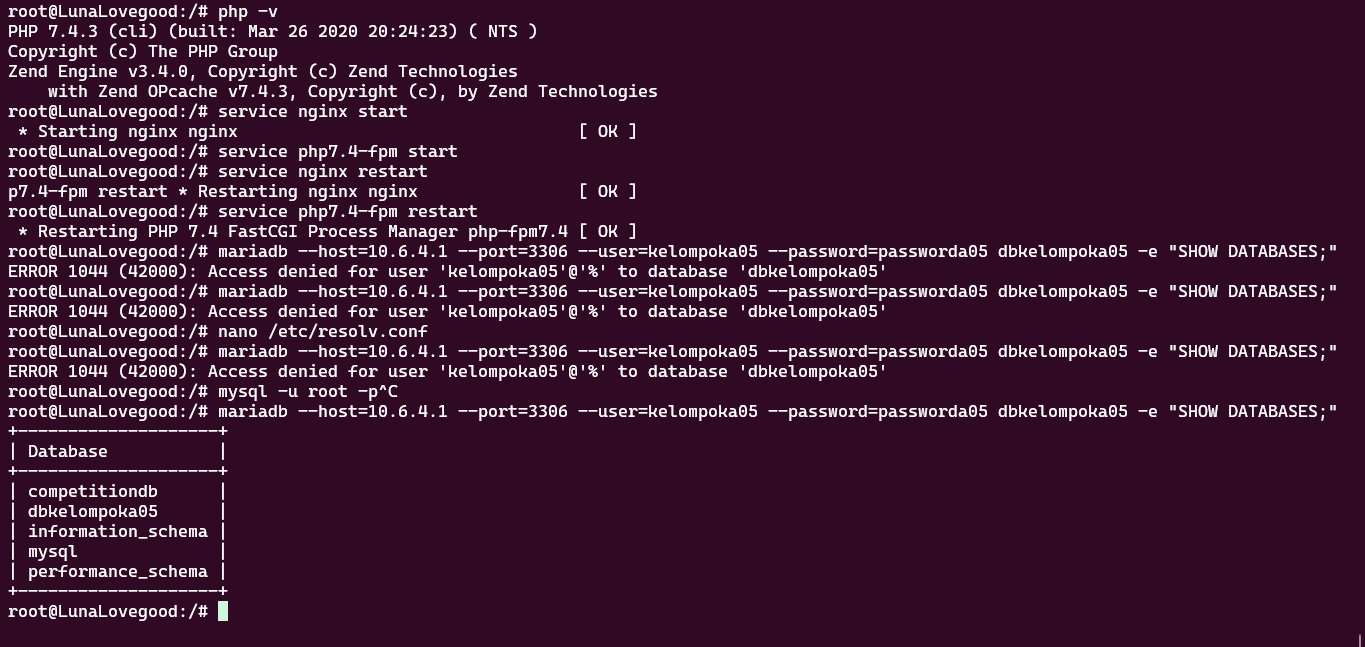 root@LunaLovegood:/# php -v
PHP 7.4.3 (cli) (built: Mar 26 2020 20:24:23) ( NTS )
Copyright (c) The PHP Group
Zend Engine v3.4.0, Copyright (c) Zend Technologies
    with Zend OPcache v7.4.3, Copyright (c), by Zend Technologies
root@LunaLovegood:/# service nginx start
 * Starting nginx nginx                                  [ OK ]
root@LunaLovegood:/# service php7.4-fpm start
root@LunaLovegood:/# service nginx restart
p7.4-fpm restart * Restarting nginx nginx                [ OK ]
root@LunaLovegood:/# service php7.4-fpm restart
 * Restarting PHP 7.4 FastCGI Process Manager php-fpm7.4 [ OK ]
root@LunaLovegood:/# mariadb --host=10.6.4.1 --port=3306 --user=kelompoka05 --password=passworda05 dbkelompoka05 -e "SHOW DATABASES;"
ERROR 1044 (42000): Access denied for user 'kelompoka05'@'%' to database 'dbkelompoka05'
root@LunaLovegood:/# mariadb --host=10.6.4.1 --port=3306 --user=kelompoka05 --password=passworda05 dbkelompoka05 -e "SHOW DATABASES;"
ERROR 1044 (42000): Access denied for user 'kelompoka05'@'%' to database 'dbkelompoka05'
root@LunaLovegood:/# nano /etc/resolv.conf
root@LunaLovegood:/# mariadb --host=10.6.4.1 --port=3306 --user=kelompoka05 --password=passworda05 dbkelompoka05 -e "SHOW DATABASES;"
ERROR 1044 (42000): Access denied for user 'kelompoka05'@'%' to database 'dbkelompoka05'
root@LunaLovegood:/# mysql -u root -p^C
root@LunaLovegood:/# mariadb --host=10.6.4.1 --port=3306 --user=kelompoka05 --password=passworda05 dbkelompoka05 -e "SHOW DATABASES;"
+--------------------+
| Database           |
+--------------------+
| competitiondb      |
| dbkelompoka05      |
| information_schema |
| mysql              |
| performance_schema |
+--------------------+
root@LunaLovegood:/#